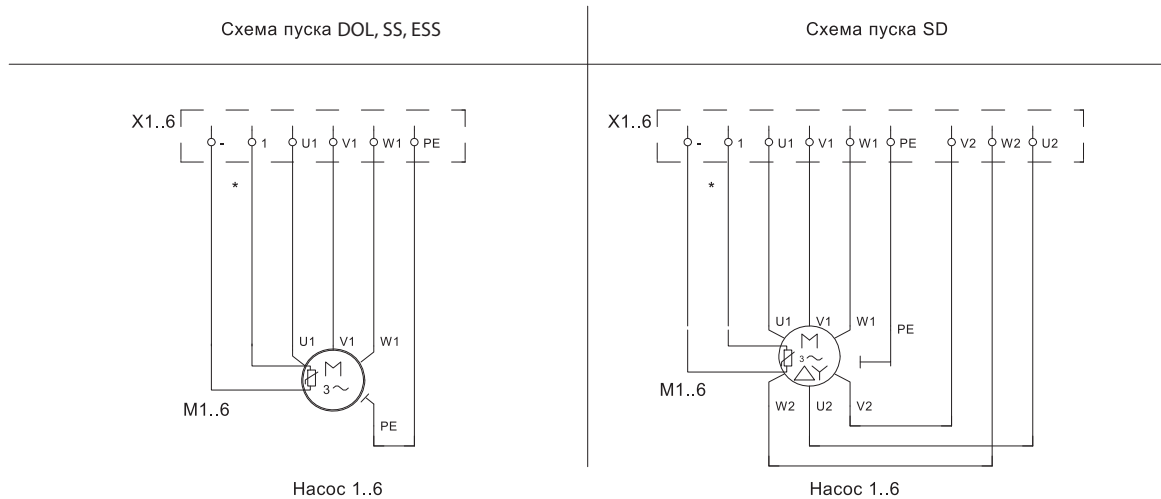 Схема пуска DOL, SS, ESS
Схема пуска SD
X1..6
- 1 U1 V1 W1 PE
*
U1 V1 W1
M
3~
M1..6
PE
Насос 1..6
X1..6
- 1 U1 V1 W1 PE V2 W2 U2
*
U1 V1 W1
PE
M
3~
△Y
M1..6
W2 U2 V2
Насос 1..6